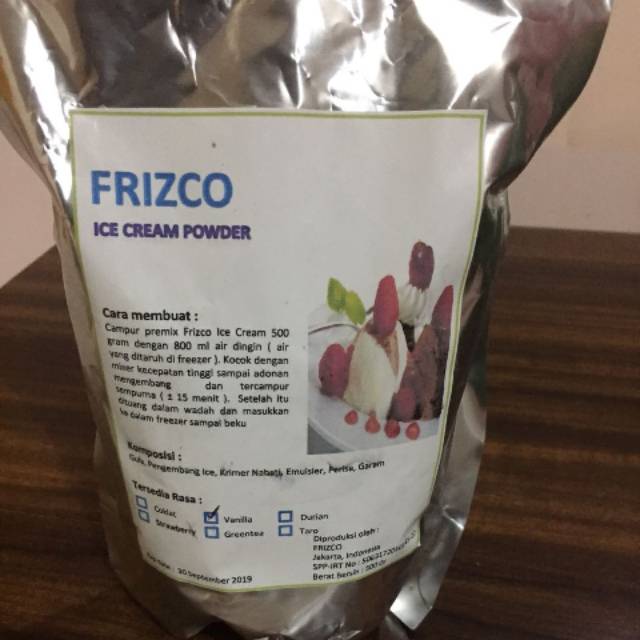 FRIZCO
ICE CREAM POWDER
Cara membuat :
Campur premix Frizco Ice Cream 500
gram dengan 800 ml air dingin ( air
yang ditaruh di freezer ). Kocok dengan
mixer kecepatan tinggi sampai adonan
mengembang dan tercampur
sempurna ( ± 15 menit ). Setelah itu
dituang dalam wadah dan masukkan
ke dalam freezer sampai beku
Komposisi :
Gula, Pengembang Ice, Krimer Nabati, Emulsier, Perisa, Garam
Tersedia Rasa :
Coklat Vanilla Durian
Strawberry Greentea Taro
Diproduksi oleh :
FRIZCO
Jakarta, Indonesia
SPP-IRT No :
Berat Bersih : 500 Gr
30 September 2019